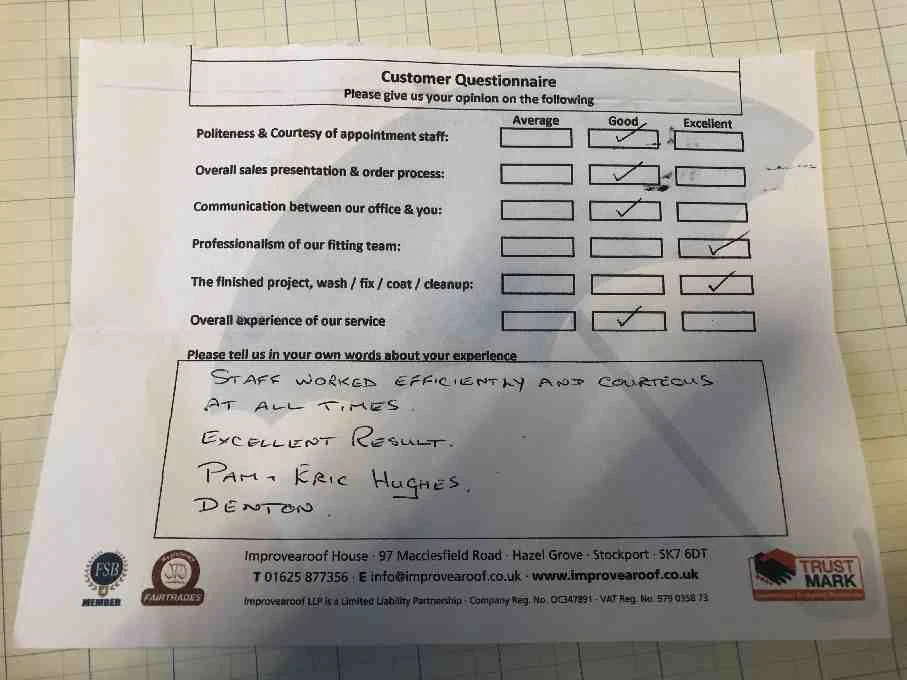 Customer Questionnaire
Please give us your opinion on the following
Average Good Excellent
Politeness & Courtesy of appointment staff:
Overall sales presentation & order process:
Communication between our office & you:
Professionalism of our fitting team:
The finished project, wash / fix / coat / cleanup:
Overall experience of our service
Please tell us in your own words about your experience
STAFF WORKED EFFICIENTLY AND COURTEOUS
AT ALL TIMES.
EXCELLENT RESULT.
PAM + ERIC HUGHES.
DENTON.
Improvearoof House · 97 Macclesfield Road · Hazel Grove · Stockport · SK7 6DT
T 01625 877356 · E info@improvearoof.co.uk · www.improvearoof.co.uk
Improvearoof LLP is a Limited Liability Partnership · Company Reg. No. OC347891 · VAT Reg. No. 979 0358 73
FSB
MEMBER
FAIRTRADES
TRUST
MARK